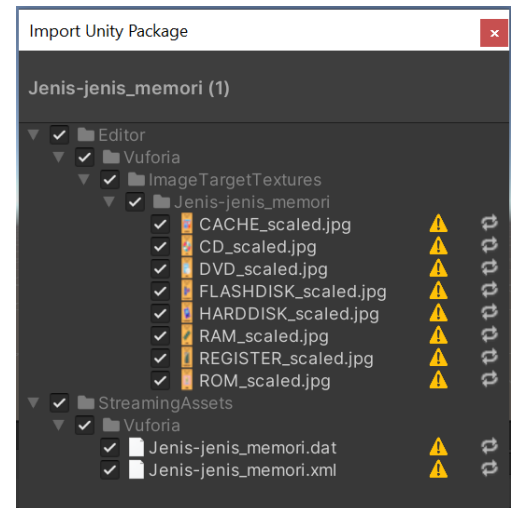 Import Unity Package
Jenis-jenis_memori (1)
Editor
Vuforia
ImageTargetTextures
Jenis-jenis_memori
CACHE_scaled.jpg
CD_scaled.jpg
DVD_scaled.jpg
FLASHDISK_scaled.jpg
HARDDISK_scaled.jpg
RAM_scaled.jpg
REGISTER_scaled.jpg
ROM_scaled.jpg
StreamingAssets
Vuforia
Jenis-jenis_memori.dat
Jenis-jenis_memori.xml